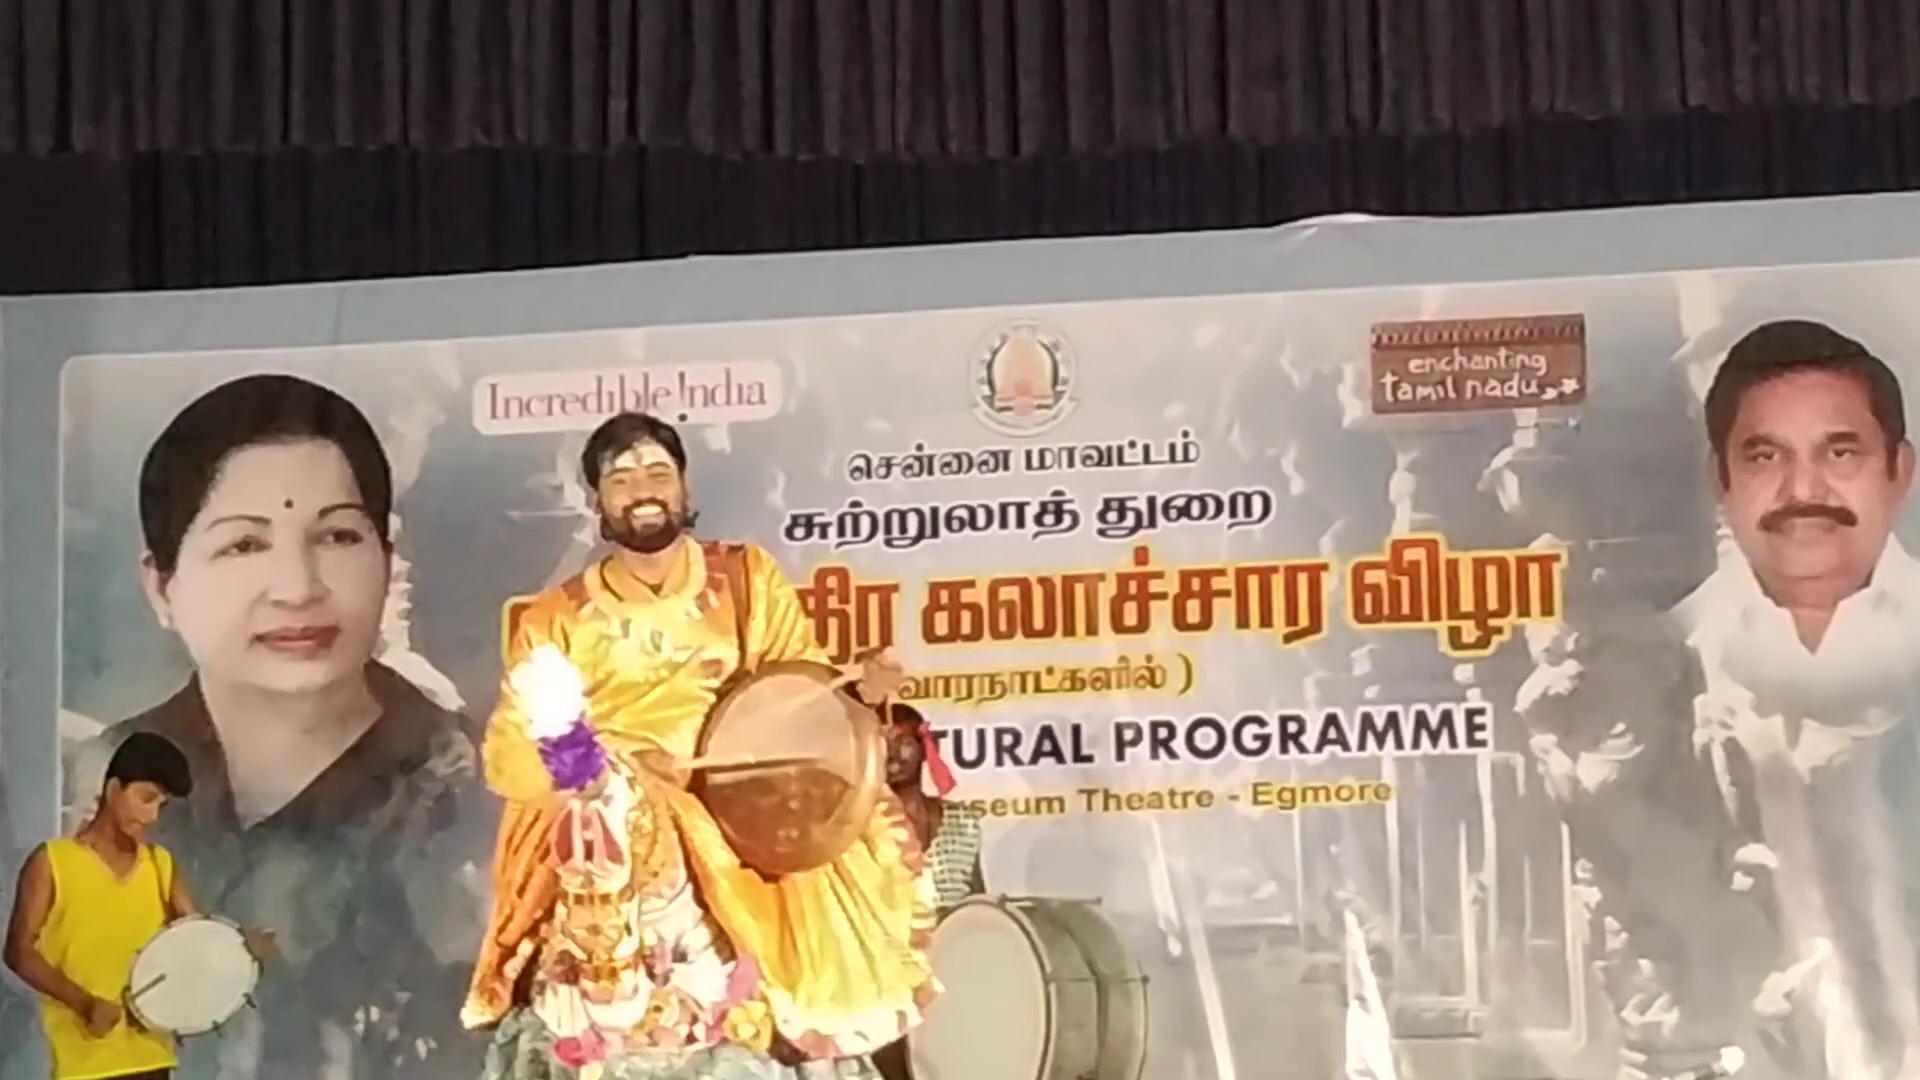 Incredible !ndia
enchanting
tamil nadu
சென்னை மாவட்டம்
சுற்றுலாத் துறை
திர கலாச்சார விழா
வாரநாட்களில் )
TURAL PROGRAMME
seum Theatre - Egmore